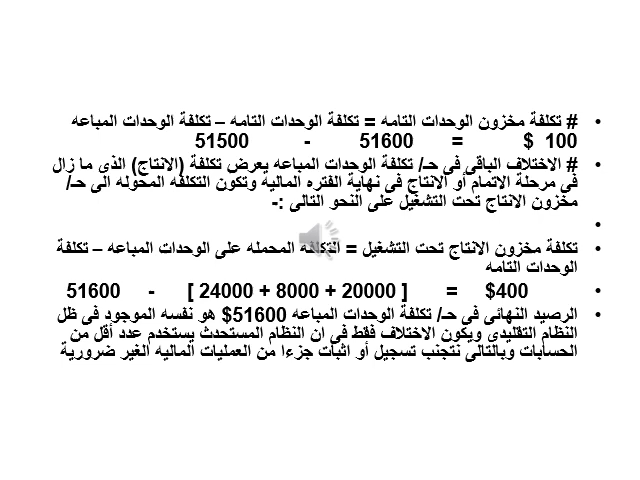 • # تكلفة مخزون الوحدات التامه = تكلفة الوحدات التامه – تكلفة الوحدات المباعه
100 $ = 51600 - 51500
• # الاختلاف الباقى فى حـ/ تكلفة الوحدات المباعه يعرض تكلفة (الانتاج) الذى ما زال
فى مرحلة الاتمام أو الانتاج فى نهاية الفتره الماليه وتكون التكلفه المحوله الى حـ/
مخزون الانتاج تحت التشغيل على النحو التالى :-
•
• تكلفة مخزون الانتاج تحت التشغيل = التكلفه المحمله على الوحدات المباعه – تكلفة
الوحدات التامه
• $400 = [ 20000 + 8000 + 24000 ] - 51600
• الرصيد النهائى فى حـ/ تكلفة الوحدات المباعه 51600$ هو نفسه الموجود فى ظل
النظام التقليدى ويكون الاختلاف فقط فى ان النظام المستحدث يستخدم عدد أقل من
الحسابات وبالتالى نتجنب تسجيل أو اثبات جزءا من العمليات الماليه الغير ضرورية